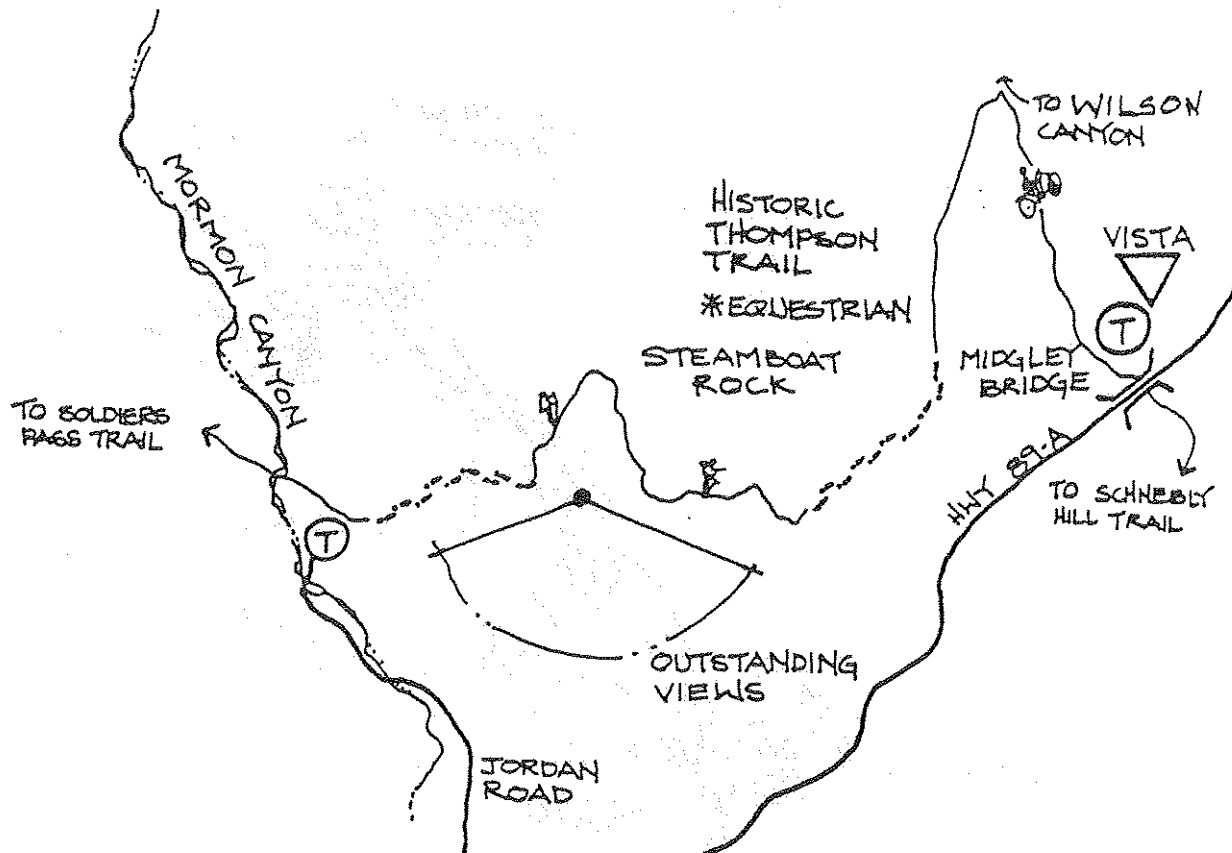 TO WILSON
CANYON
MORMON
CANYON
HISTORIC
THOMPSON
TRAIL
*EQUESTRIAN
VISTA
T
STEAMBOAT
ROCK
MIDGLEY
BRIDGE
TO SOLDIERS
PASS TRAIL
HWY 89-A
TO SCHNEBLY
HILL TRAIL
T
OUTSTANDING
VIEWS
JORDAN
ROAD